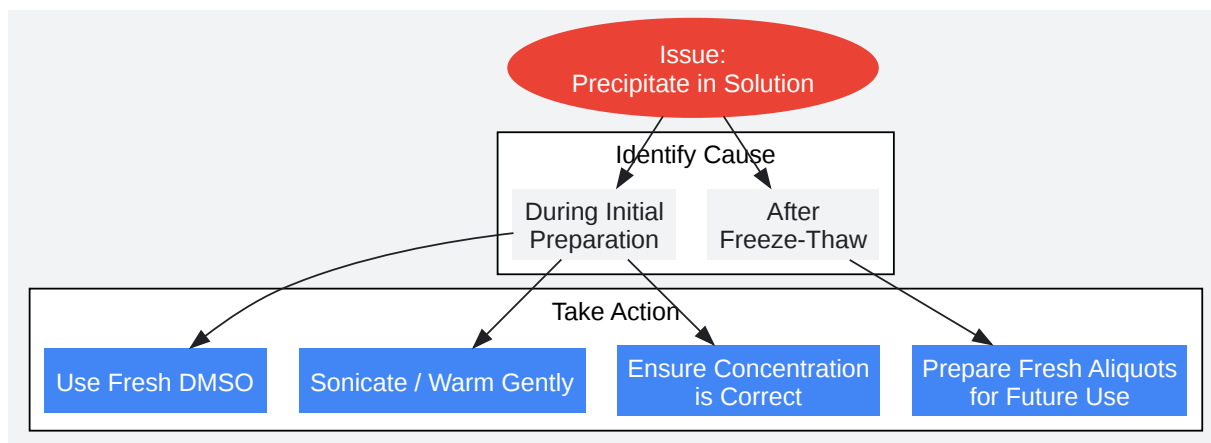 Issue:
Precipitate in Solution
Identify Cause
During Initial
Preparation
After
Freeze-Thaw
Take Action
Use Fresh DMSO
Sonicate / Warm Gently
Ensure Concentration
is Correct
Prepare Fresh Aliquots
for Future Use